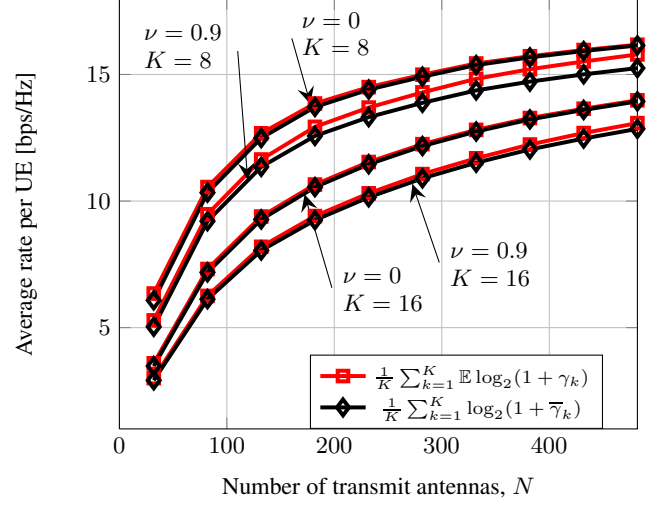 ν = 0.9
K = 8
ν = 0
K = 8
15
10
5
Average rate per UE [bps/Hz]
ν = 0
K = 16
ν = 0.9
K = 16
1/K ∑_{k=1}^{K} 𝔼 log₂(1 + γ_k)
1/K ∑_{k=1}^{K} log₂(1 + γ̅_k)
0 100 200 300 400
Number of transmit antennas, N